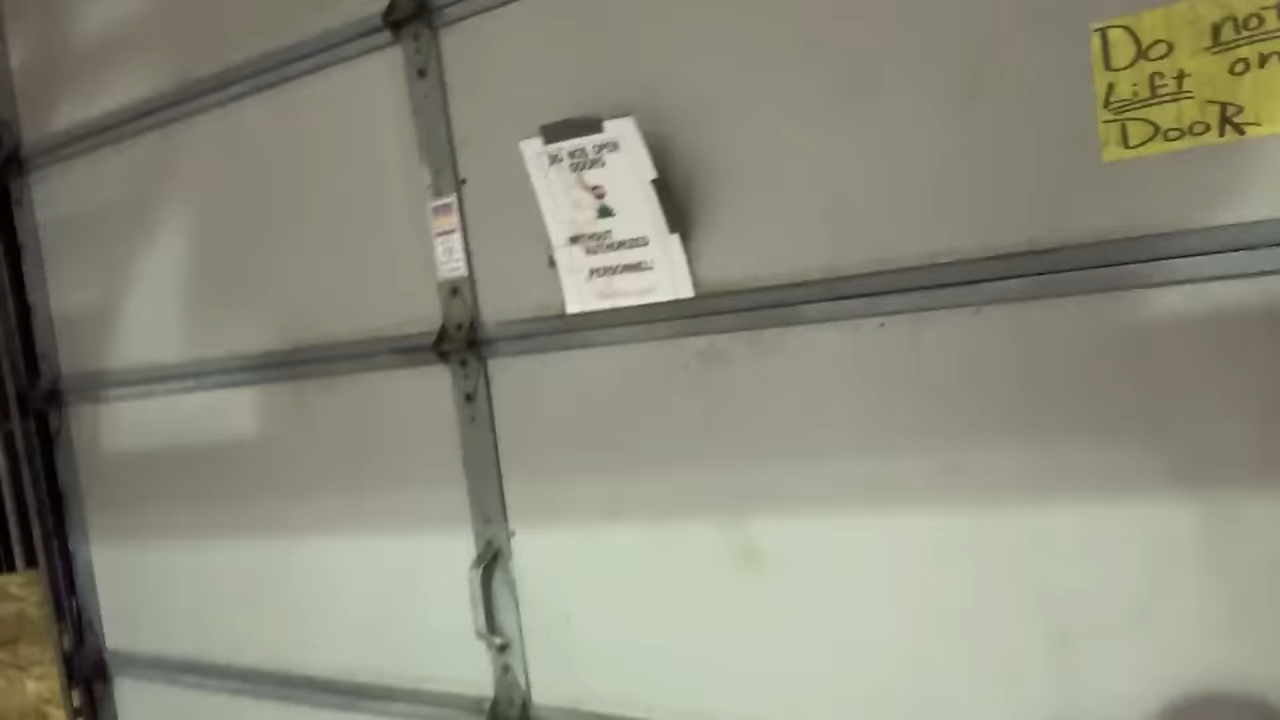 DO NOT OPEN
DOORS
WITHOUT
AUTHORIZED
PERSONNEL!
Do not
Lift on
DooR